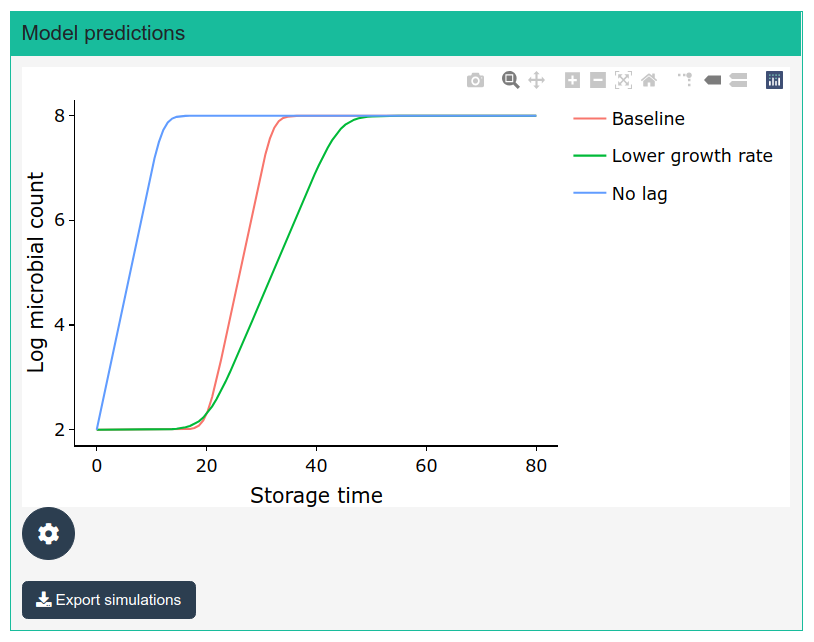 Model predictions
8
6
4
2
Log microbial count
0 20 40 60 80
Storage time
Baseline
Lower growth rate
No lag
Export simulations